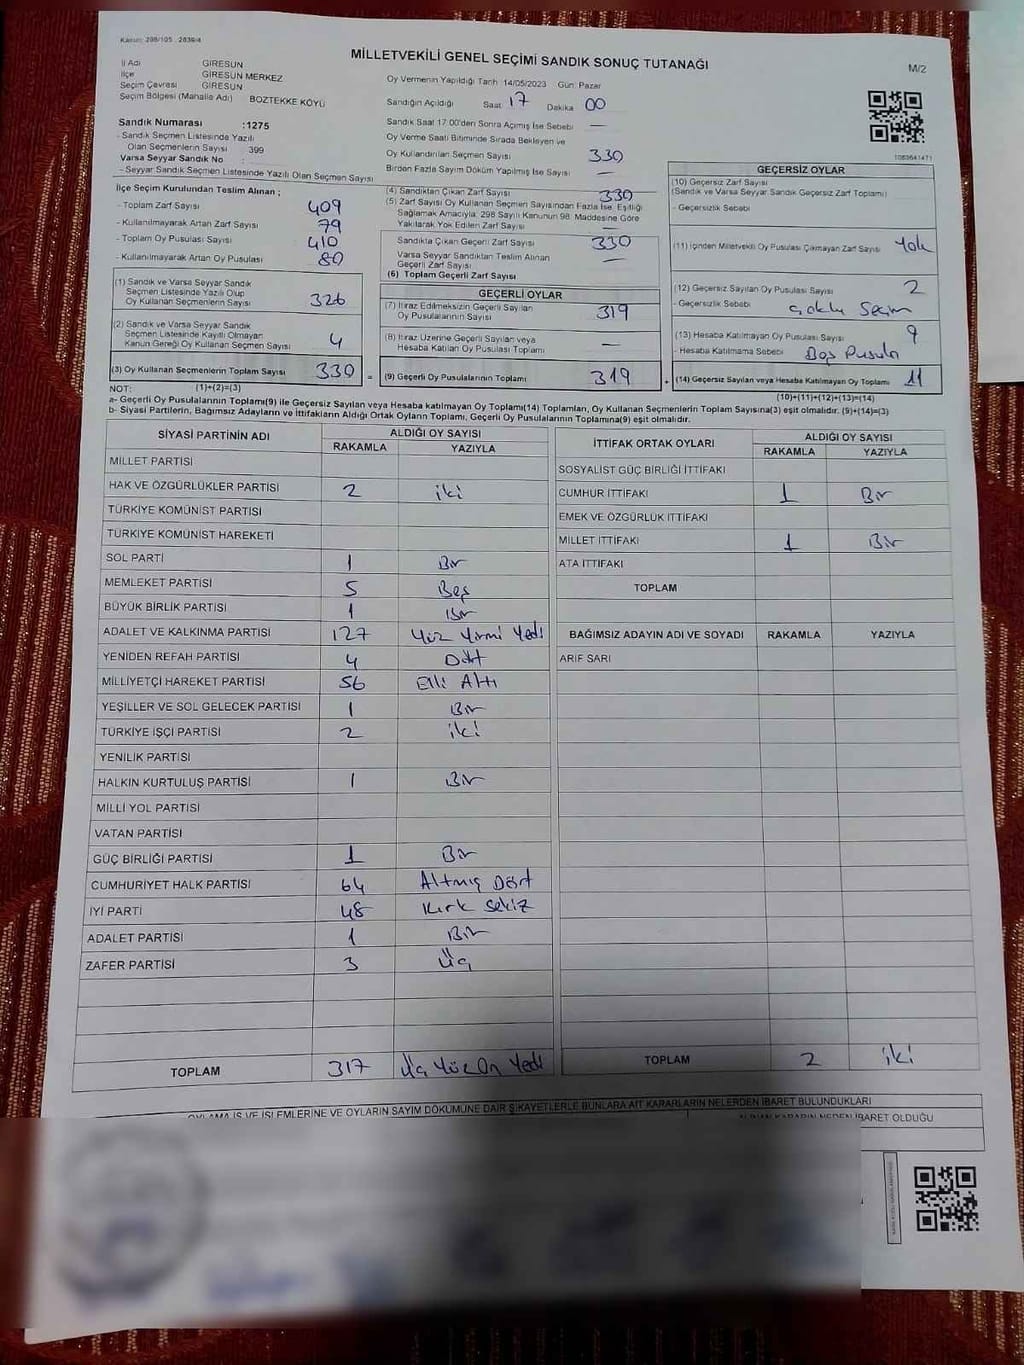 Kanun: 298/105 , 2839/4
MİLLETVEKİLİ GENEL SEÇİMİ SANDIK SONUÇ TUTANAĞI
M/2
İl Adı GİRESUN
İlçe GİRESUN MERKEZ
Seçim Çevresi GİRESUN
Seçim Bölgesi (Mahalle Adı) BOZTEKKE KÖYÜ
Sandık Numarası :1275
- Sandık Seçmen Listesinde Yazılı
Olan Seçmenlerin Sayısı 399
Varsa Seyyar Sandık No :
- Seyyar Sandık Seçmen Listesinde Yazılı Olan Seçmen Sayısı
İlçe Seçim Kurulundan Teslim Alınan ;
- Toplam Zarf Sayısı 409
- Kullanılmayarak Artan Zarf Sayısı 79
- Toplam Oy Pusulası Sayısı 410
- Kullanılmayarak Artan Oy Pusulası 80
(1) Sandık ve Varsa Seyyar Sandık
Seçmen Listesinde Yazılı Olup
Oy Kullanan Seçmenlerin Sayısı 326
(2) Sandık ve Varsa Seyyar Sandık
Seçmen Listesinde Kayıtlı Olmayan
Kanun Gereği Oy Kullanan Seçmen Sayısı 4
(3) Oy Kullanan Seçmenlerin Toplam Sayısı 330 =
Oy Vermenin Yapıldığı Tarih 14/05/2023 Gün: Pazar
Sandığın Açıldığı Saat 17 Dakika 00
Sandık Saat 17:00'den Sonra Açılmış İse Sebebi —
Oy Verme Saati Bitiminde Sırada Bekleyen ve
Oy Kullandırılan Seçmen Sayısı 330
Birden Fazla Sayım Döküm Yapılmış İse Sayısı —
(4) Sandıktan Çıkan Zarf Sayısı 330
(5) Zarf Sayısı Oy Kullanan Seçmen Sayısından Fazla İse, Eşitliği
Sağlamak Amacıyla, 298 Sayılı Kanunun 98. Maddesine Göre
Yakılarak Yok Edilen Zarf Sayısı —
Sandıkta Çıkan Geçerli Zarf Sayısı 330
Varsa Seyyar Sandıktan Teslim Alınan
Geçerli Zarf Sayısı —
(6) Toplam Geçerli Zarf Sayısı
GEÇERLİ OYLAR
(7) İtiraz Edilmeksizin Geçerli Sayılan
Oy Pusulalarının Sayısı 319
(8) İtiraz Üzerine Geçerli Sayılan veya
Hesaba Katılan Oy Pusulası Toplamı —
(9) Geçerli Oy Pusulalarının Toplamı 319 +
1083641471
GEÇERSİZ OYLAR
(10) Geçersiz Zarf Sayısı
(Sandık ve Varsa Seyyar Sandık Geçersiz Zarf Toplamı)
- Geçersizlik Sebebi
(11) İçinden Milletvekili Oy Pusulası Çıkmayan Zarf Sayısı Yok
(12) Geçersiz Sayılan Oy Pusulası Sayısı 2
- Geçersizlik Sebebi Çoklu Seçim
(13) Hesaba Katılmayan Oy Pusulası Sayısı 9
- Hesaba Katılmama Sebebi Boş Pusula
(14) Geçersiz Sayılan veya Hesaba Katılmayan Oy Toplamı 11
NOT: (1)+(2)=(3) (10)+(11)+(12)+(13)=(14)
a- Geçerli Oy Pusulalarının Toplamı(9) ile Geçersiz Sayılan veya Hesaba Katılmayan Oy Toplamı(14) Toplamları, Oy Kullanan Seçmenlerin Toplam Sayısına(3) eşit olmalıdır. (9)+(14)=(3)
b- Siyasi Partilerin, Bağımsız Adayların ve İttifakların Aldığı Ortak Oyların Toplamı, Geçerli Oy Pusulalarının Toplamına(9) eşit olmalıdır.
SİYASİ PARTİNİN ADI ALDIĞI OY SAYISI
RAKAMLA YAZIYLA
MİLLET PARTİSİ
HAK VE ÖZGÜRLÜKLER PARTİSİ 2 iki
TÜRKİYE KOMÜNİST PARTİSİ
TÜRKİYE KOMÜNİST HAREKETİ
SOL PARTİ 1 Bir
MEMLEKET PARTİSİ 5 Beş
BÜYÜK BİRLİK PARTİSİ 1 Bir
ADALET VE KALKINMA PARTİSİ 127 Yüz Yirmi Yedi
YENİDEN REFAH PARTİSİ 4 Dört
MİLLİYETÇİ HAREKET PARTİSİ 56 Elli Altı
YEŞİLLER VE SOL GELECEK PARTİSİ 1 Bir
TÜRKİYE İŞÇİ PARTİSİ 2 iki
YENİLİK PARTİSİ
HALKIN KURTULUŞ PARTİSİ 1 Bir
MİLLİ YOL PARTİSİ
VATAN PARTİSİ
GÜÇ BİRLİĞİ PARTİSİ 1 Bir
CUMHURİYET HALK PARTİSİ 64 Altmış Dört
İYİ PARTİ 48 Kırk Sekiz
ADALET PARTİSİ 1 Bir
ZAFER PARTİSİ 3 Üç
TOPLAM 317 Üç Yüz On Yedi
İTTİFAK ORTAK OYLARI ALDIĞI OY SAYISI
RAKAMLA YAZIYLA
SOSYALİST GÜÇ BİRLİĞİ İTTİFAKI
CUMHUR İTTİFAKI 1 Bir
EMEK VE ÖZGÜRLÜK İTTİFAKI
MİLLET İTTİFAKI 1 Bir
ATA İTTİFAKI
TOPLAM
BAĞIMSIZ ADAYIN ADI VE SOYADI RAKAMLA YAZIYLA
ARİF SARI
TOPLAM 2 iki
OYLAMA İŞ VE İŞLEMLERİNE VE OYLARIN SAYIM DÖKÜMÜNE DAİR ŞİKAYETLERLE BUNLARA AİT KARARLARIN NELERDEN İBARET BULUNDUKLARI
ALINAN KARARIN NEDEN İBARET OLDUĞU